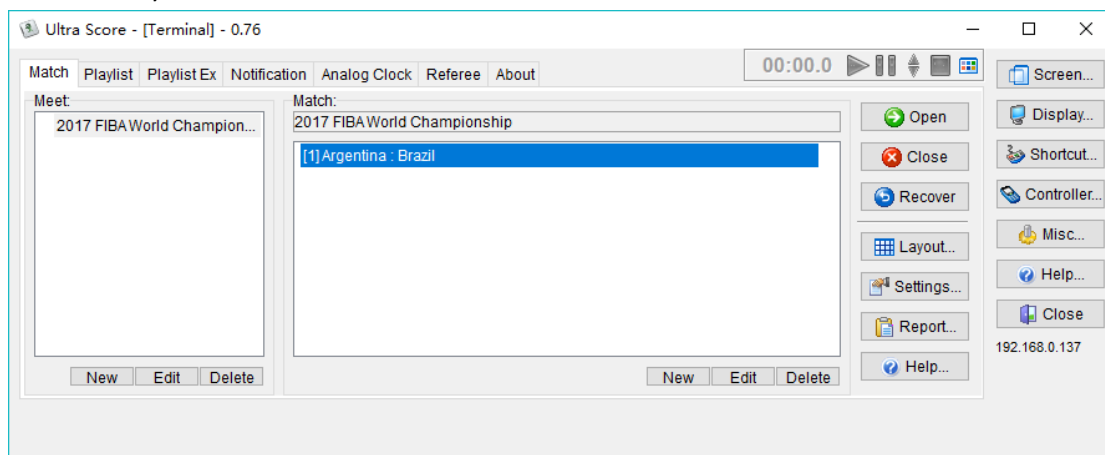 Ultra Score - [Terminal] - 0.76
Match Playlist Playlist Ex Notification Analog Clock Referee About
00:00.0
Meet:
2017 FIBA World Champion...
New Edit Delete
Match:
2017 FIBA World Championship
[1] Argentina : Brazil
New Edit Delete
Open
Close
Recover
Layout...
Settings...
Report...
Help...
Screen...
Display...
Shortcut...
Controller...
Misc...
Help...
Close
192.168.0.137